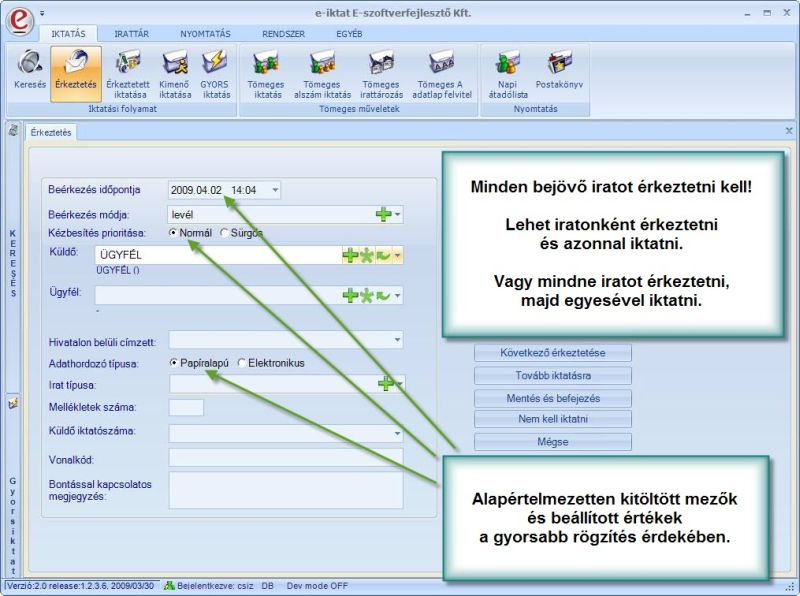 e-iktat E-szoftverfejlesztő Kft.
IKTATÁS IRATTÁR NYOMTATÁS RENDSZER EGYÉB
Keresés
Érkeztetés
Érkeztetett
iktatása
Kimenő
iktatása
GYORS
iktatás
Tömeges
iktatás
Tömeges
alszám iktatás
Tömeges
irattározás
Tömeges A
adatlap felvitel
Napi
átadólista
Postakönyv
Iktatási folyamat
Tömeges műveletek
Nyomtatás
Érkeztetés
KERESÉS
Gyorsiktat
Beérkezés időpontja 2009.04.02 14:04
Beérkezés módja: levél
Kézbesítés prioritása: Normál Sürgős
Küldő: ÜGYFÉL
ÜGYFÉL ()
Ügyfél:
-
Hivatalon belüli címzett:
Adathordozó típusa: Papíralapú Elektronikus
Irat típusa:
Mellékletek száma:
Küldő iktatószáma:
Vonalkód:
Bontással kapcsolatos
megjegyzés:
Minden bejövő iratot érkeztetni kell!
Lehet iratonként érkeztetni
és azonnal iktatni.
Vagy mindne iratot érkeztetni,
majd egyesével iktatni.
Következő érkeztetése
Tovább iktatásra
Mentés és befejezés
Nem kell iktatni
Mégse
Alapértelmezetten kitöltött mezők
és beállított értékek
a gyorsabb rögzítés érdekében.
Verzió:2.0 release:1.2.3.6, 2009/03/30 Bejelentkezve: csiz DB Dev mode OFF